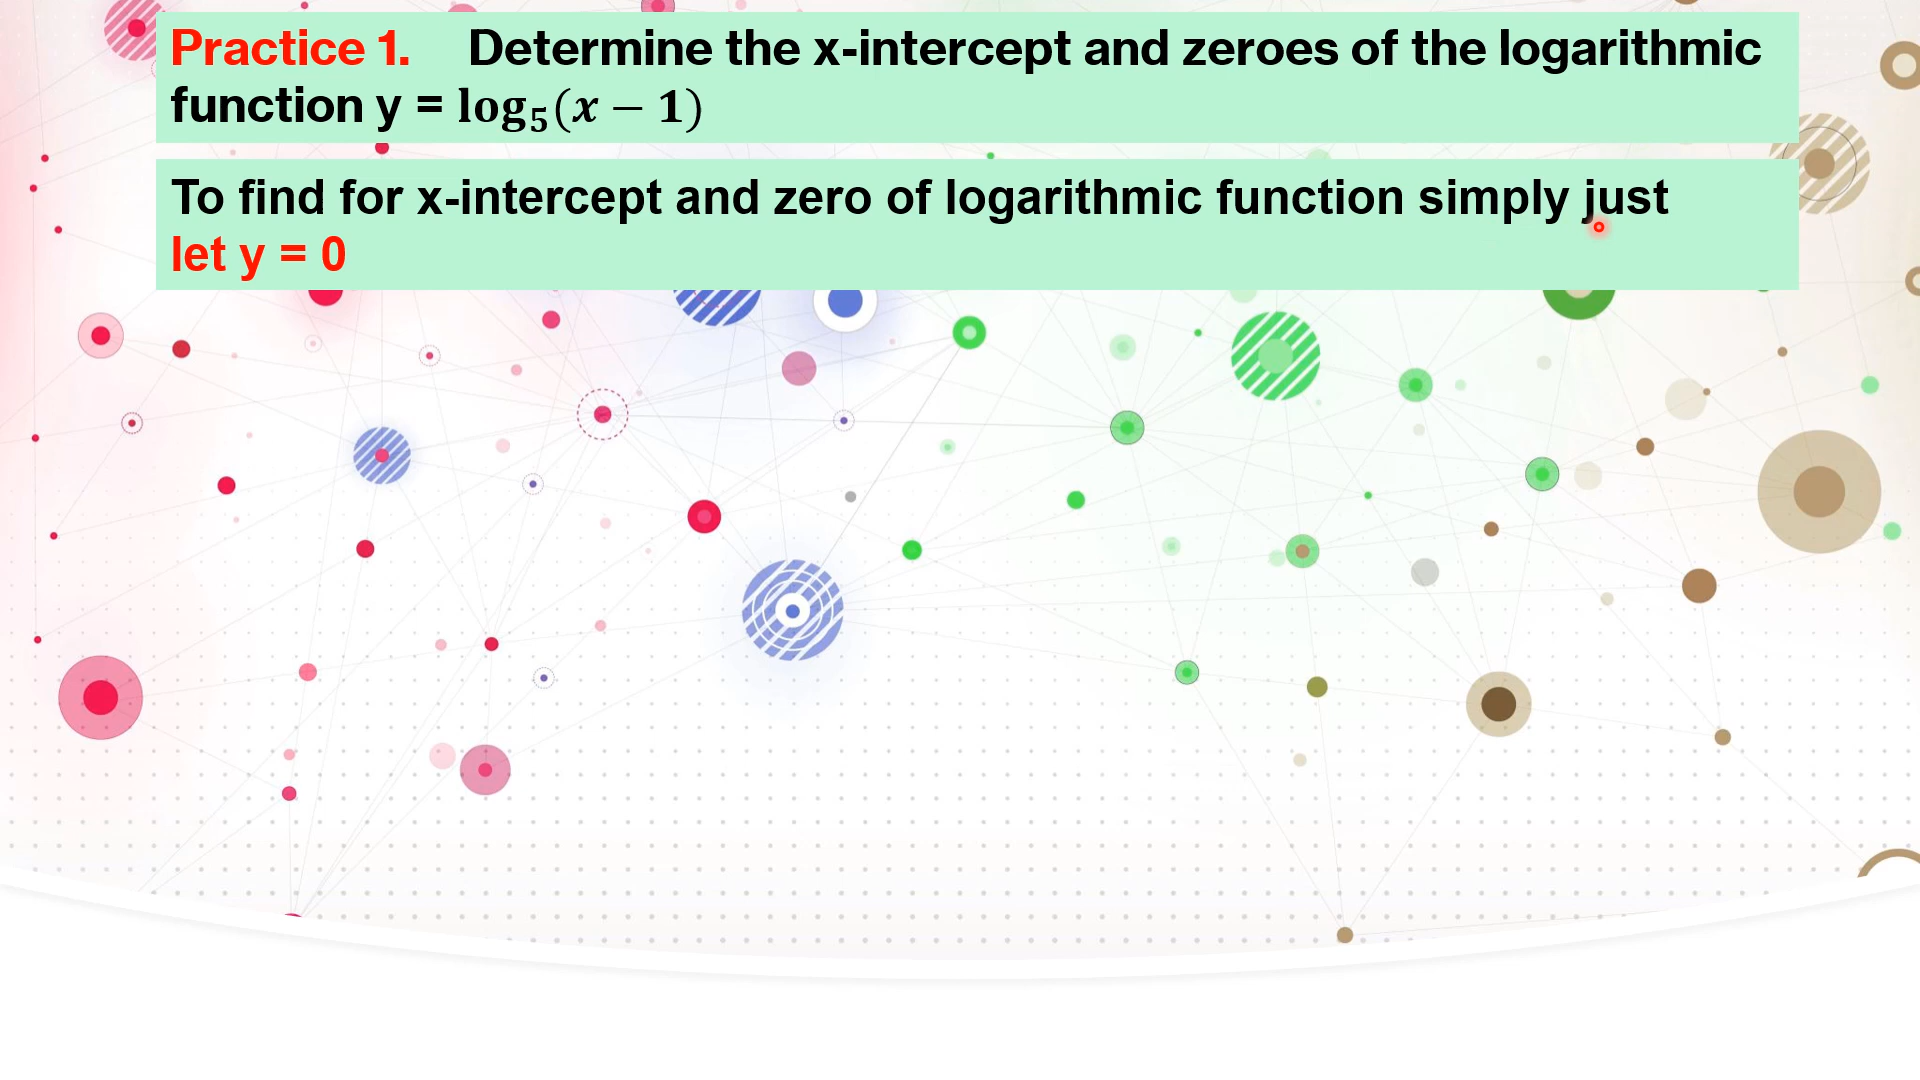 Practice 1. Determine the x-intercept and zeroes of the logarithmic
function y = log₅(x − 1)
To find for x-intercept and zero of logarithmic function simply just
let y = 0